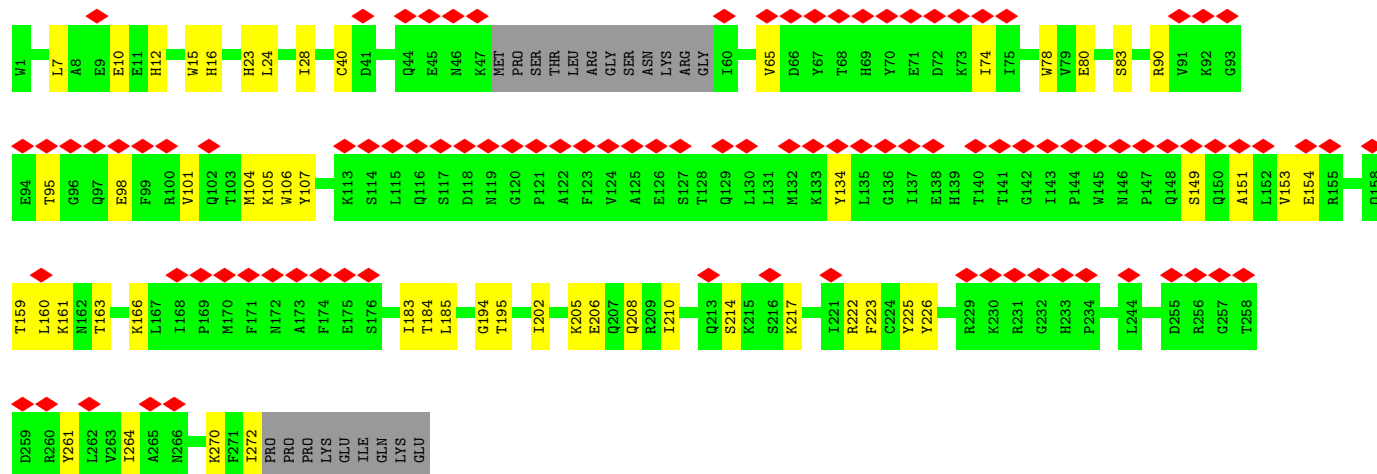 W1 L7 A8 E9 E10 E11 H12 W15 H16 H23 L24 I28 C40 D41 Q44 E45 N46 K47 MET PRO SER THR LEU ARG GLY SER ASN LYS ARG GLY I60 V65 D66 Y67 T68 H69 Y70 E71 D72 K73 I74 I75 W78 V79 E80 S83 R90 V91 K92 G93
E94 T95 G96 Q97 E98 F99 R100 V101 Q102 T103 M104 K105 W106 Y107 K113 S114 L115 Q116 S117 D118 N119 G120 P121 A122 F123 V124 A125 E126 S127 T128 Q129 L130 L131 M132 K133 Y134 L135 G136 I137 E138 H139 T140 T141 G142 I143 P144 W145 N146 P147 Q148 S149 Q150 A151 L152 V153 E154 R155 Q158
T159 L160 K161 N162 T163 K166 L167 I168 P169 M170 F171 N172 A173 F174 E175 S176 I183 T184 L185 G194 T195 I202 K205 E206 Q207 Q208 R209 I210 Q213 S214 K215 S216 K217 I221 R222 F223 C224 Y225 Y226 R229 K230 R231 G232 H233 P234 L244 D255 R256 G257 T258
D259 R260 Y261 L262 V263 I264 A265 N266 K270 F271 I272 PRO PRO PRO LYS GLU ILE GLN LYS GLU